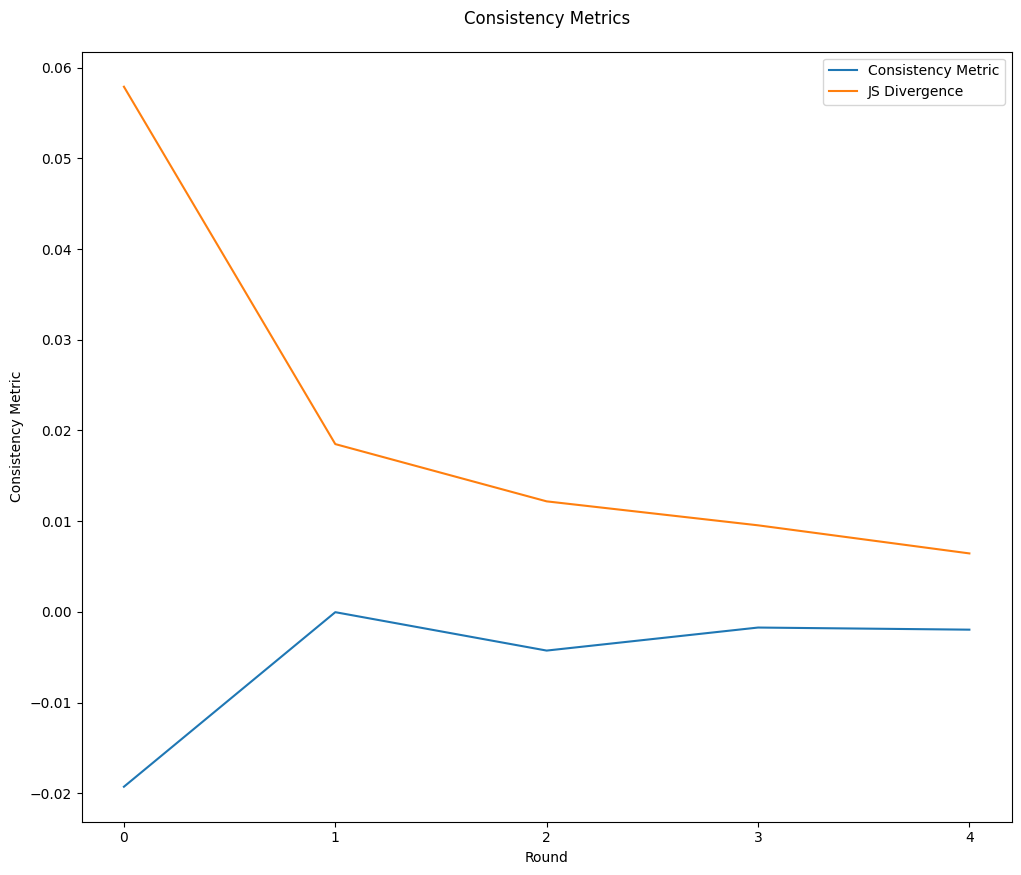 Consistency Metrics
Consistency Metric
JS Divergence
0.06
0.05
0.04
0.03
0.02
0.01
0.00
−0.01
−0.02
Consistency Metric
0 1 2 3 4
Round